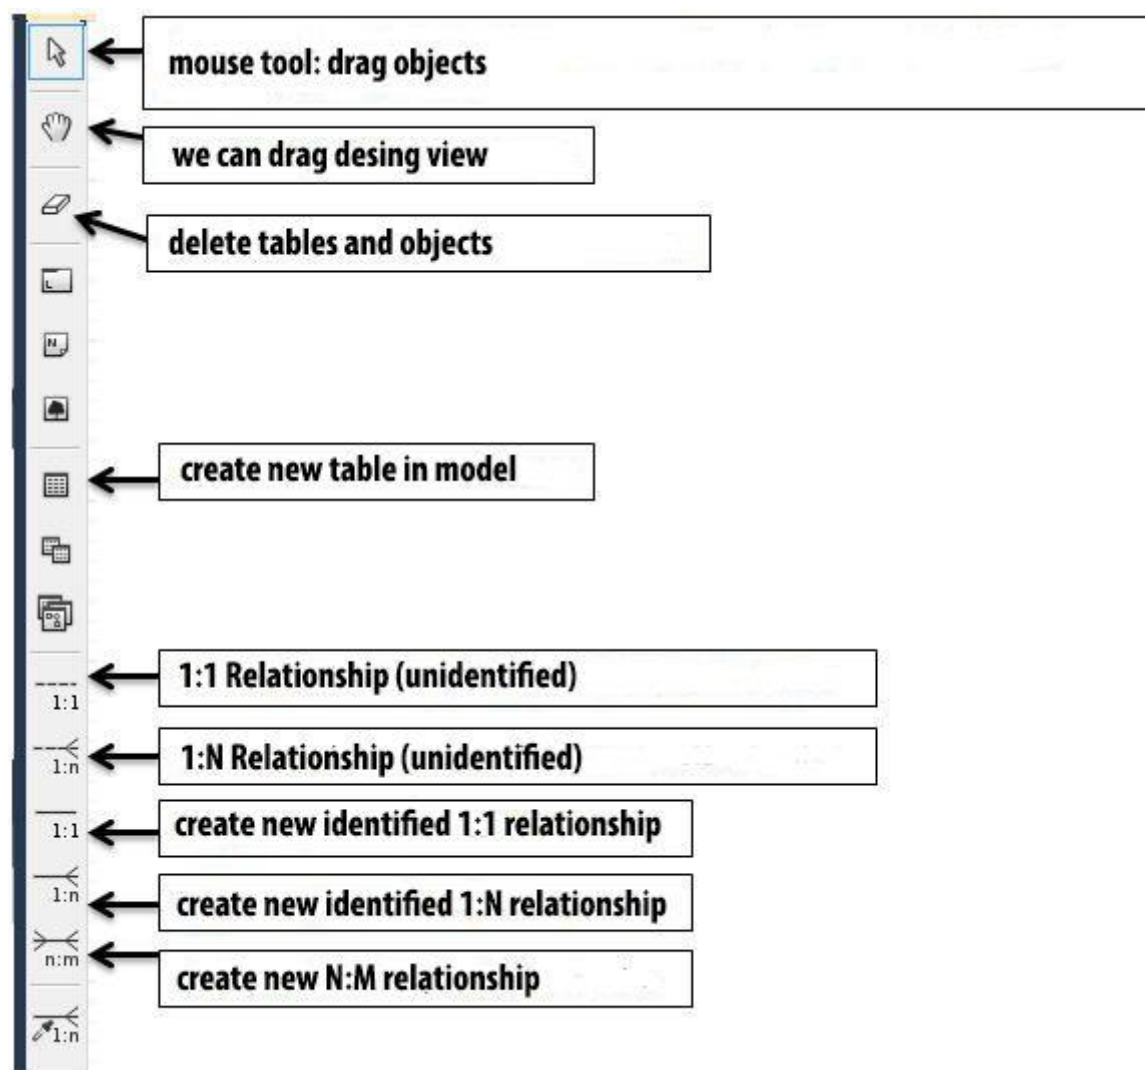 mouse tool: drag objects
we can drag desing view
delete tables and objects
L
N
create new table in model
1:1 Relationship (unidentified)
1:1
1:N Relationship (unidentified)
1:n
create new identified 1:1 relationship
1:1
create new identified 1:N relationship
1:n
create new N:M relationship
n:m
1:n